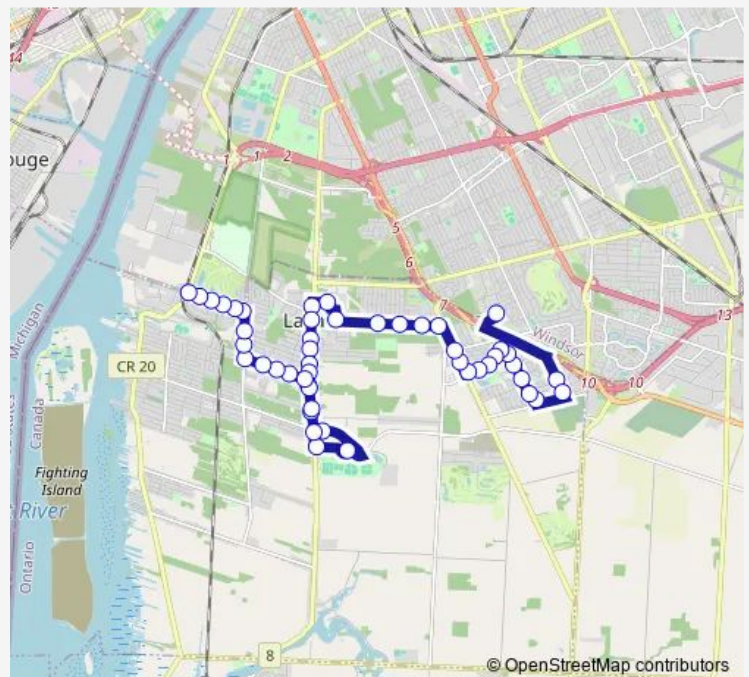 14
1
1
2
ouge
5
6
7
La
13
Windsor
Michigan
CR 20
10
10
Canada
Fighting
Island
River
Ontario
8
© OpenStreetMap contributors